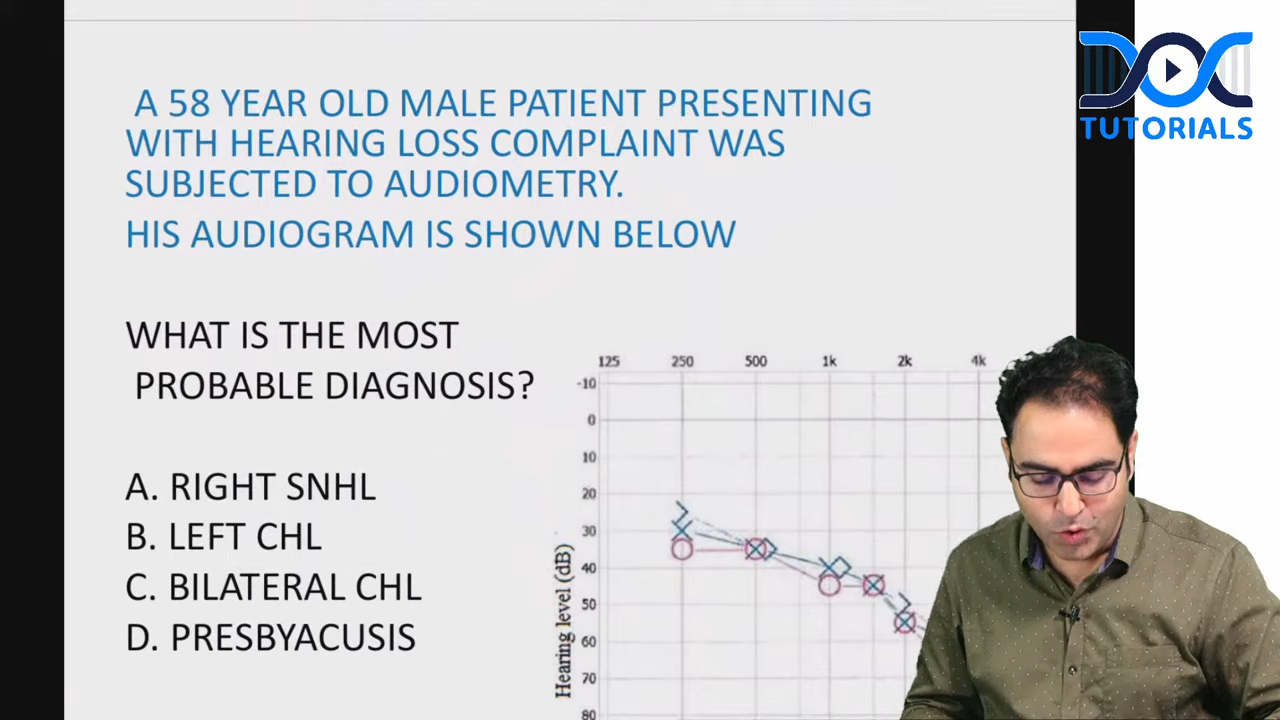 A 58 YEAR OLD MALE PATIENT PRESENTING
WITH HEARING LOSS COMPLAINT WAS
SUBJECTED TO AUDIOMETRY.
HIS AUDIOGRAM IS SHOWN BELOW
DOC
TUTORIALS
WHAT IS THE MOST
PROBABLE DIAGNOSIS?
A. RIGHT SNHL
B. LEFT CHL
C. BILATERAL CHL
D. PRESBYACUSIS
125 250 500 1k 2k 4k
-10
0
10
20
30
40
50
60
70
80
Hearing level (dB)